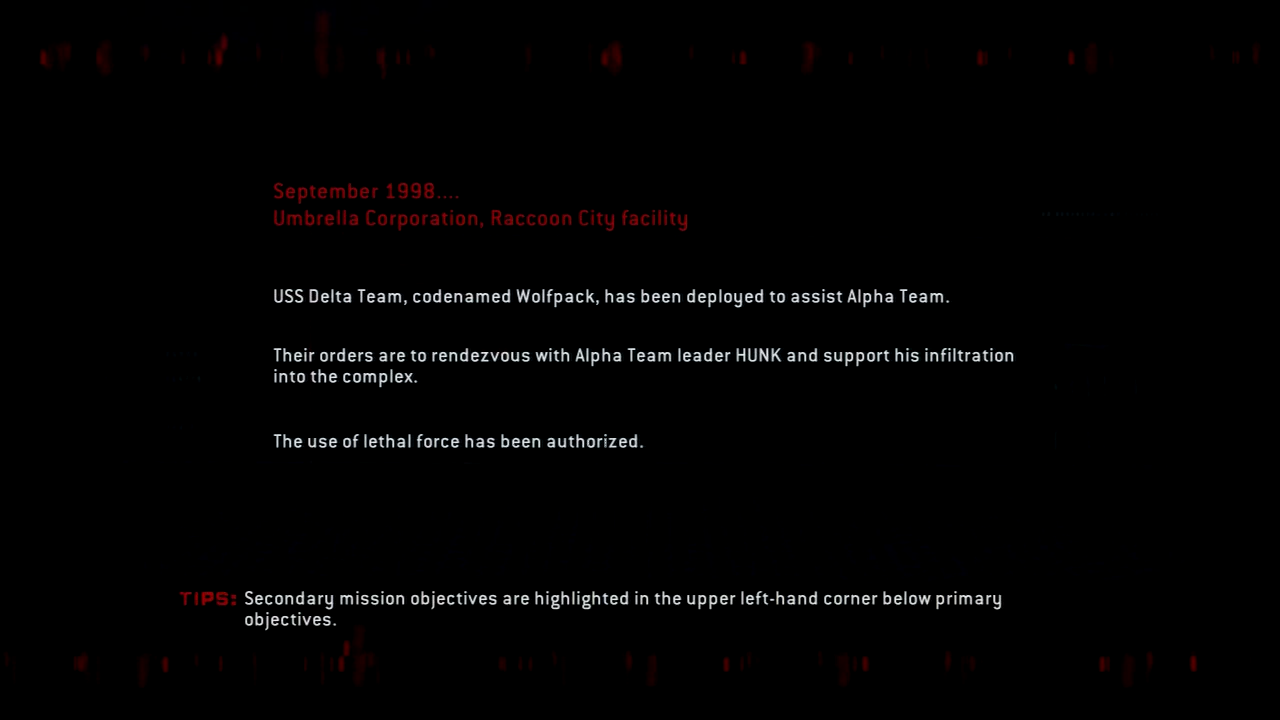 September 1998....
Umbrella Corporation, Raccoon City facility
USS Delta Team, codenamed Wolfpack, has been deployed to assist Alpha Team.
Their orders are to rendezvous with Alpha Team leader HUNK and support his infiltration
into the complex.
The use of lethal force has been authorized.
TIPS: Secondary mission objectives are highlighted in the upper left-hand corner below primary
objectives.